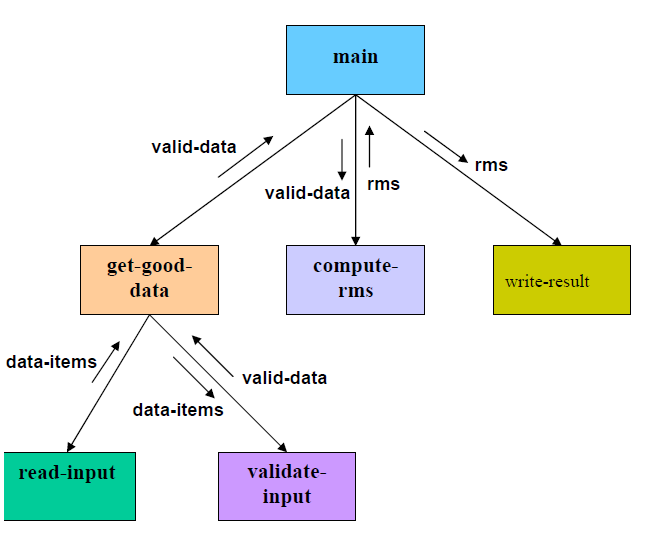 main
valid-data
valid-data
rms
rms
get-good-
data
compute-
rms
write-result
data-items
valid-data
data-items
read-input
validate-
input